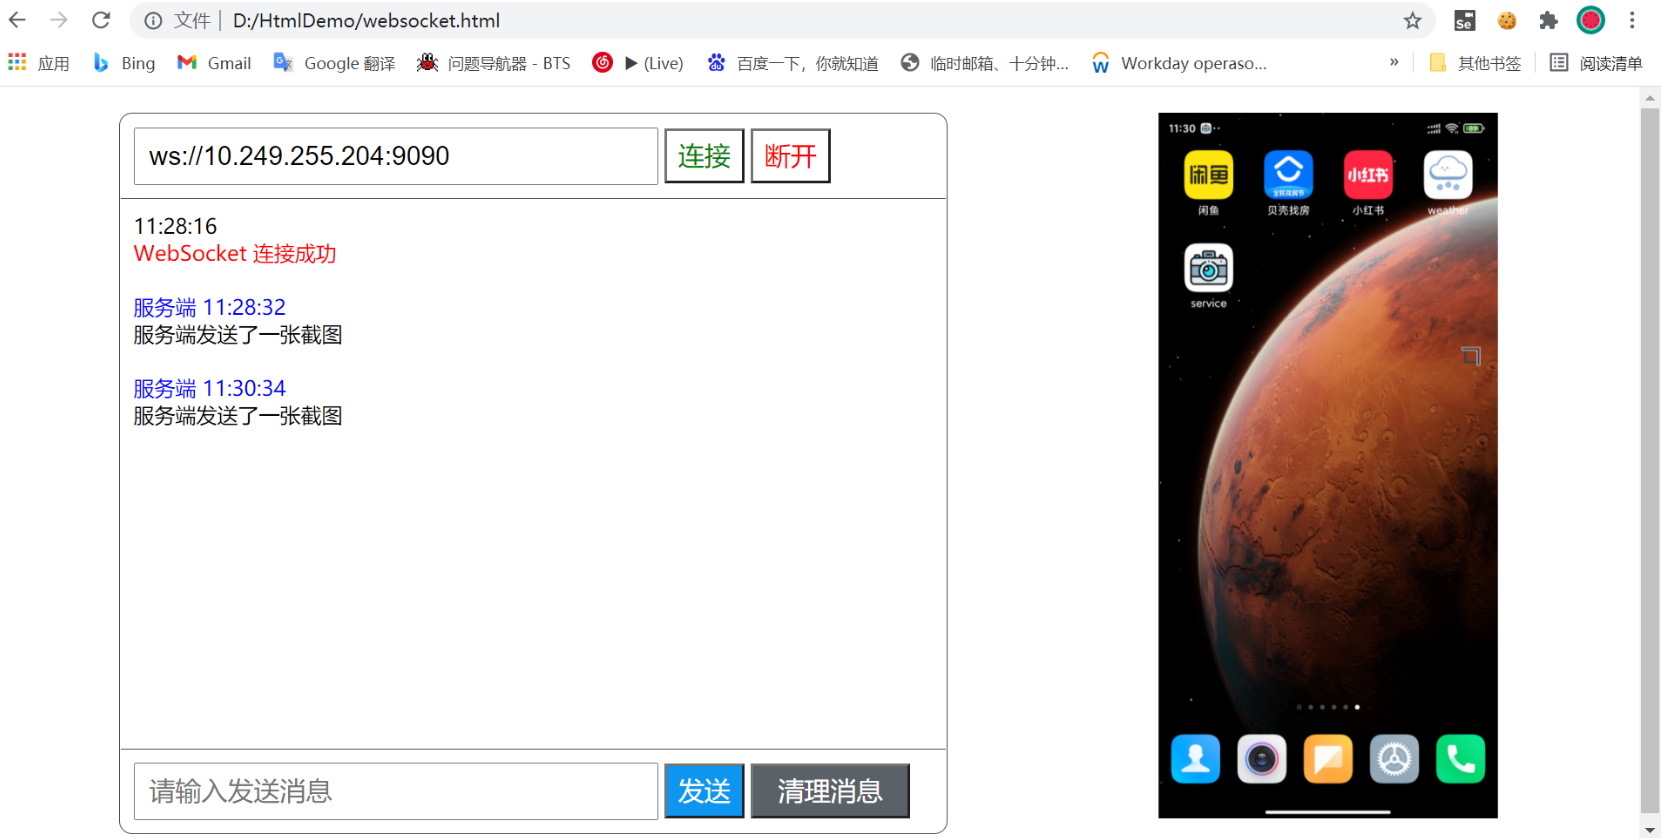 文件 | D:/HtmlDemo/websocket.html
Se
应用 Bing Gmail Google 翻译 问题导航器 - BTS ▶ (Live) 百度一下，你就知道 临时邮箱、十分钟... Workday operaso... » 其他书签 阅读清单
ws://10.249.255.204:9090 连接 断开
11:28:16
WebSocket 连接成功
服务端 11:28:32
服务端发送了一张截图
服务端 11:30:34
服务端发送了一张截图
请输入发送消息 发送 清理消息
11:30
闲鱼 小红书
闲鱼 贝壳找房 小红书 weather
service